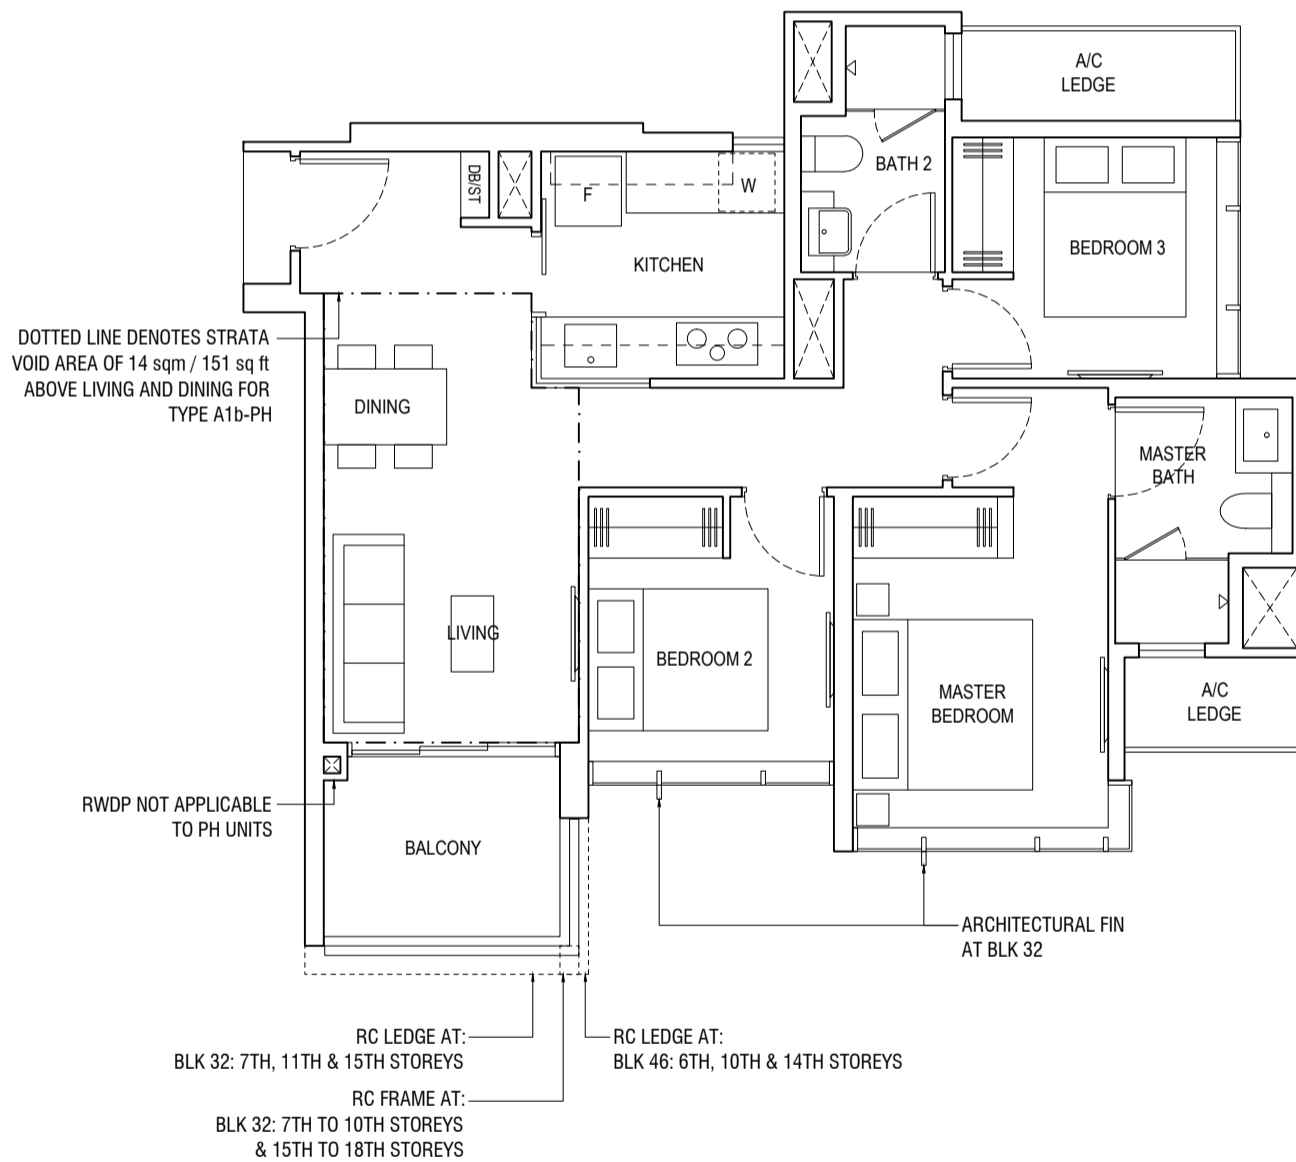 A/C
LEDGE
BATH 2
DB/ST
F
W
BEDROOM 3
KITCHEN
DOTTED LINE DENOTES STRATA
VOID AREA OF 14 sqm / 151 sq ft
ABOVE LIVING AND DINING FOR
TYPE A1b-PH
DINING
MASTER
BATH
LIVING
BEDROOM 2
MASTER
BEDROOM
A/C
LEDGE
RWDP NOT APPLICABLE
TO PH UNITS
BALCONY
ARCHITECTURAL FIN
AT BLK 32
RC LEDGE AT:
BLK 32: 7TH, 11TH & 15TH STOREYS
RC LEDGE AT:
BLK 46: 6TH, 10TH & 14TH STOREYS
RC FRAME AT:
BLK 32: 7TH TO 10TH STOREYS
& 15TH TO 18TH STOREYS